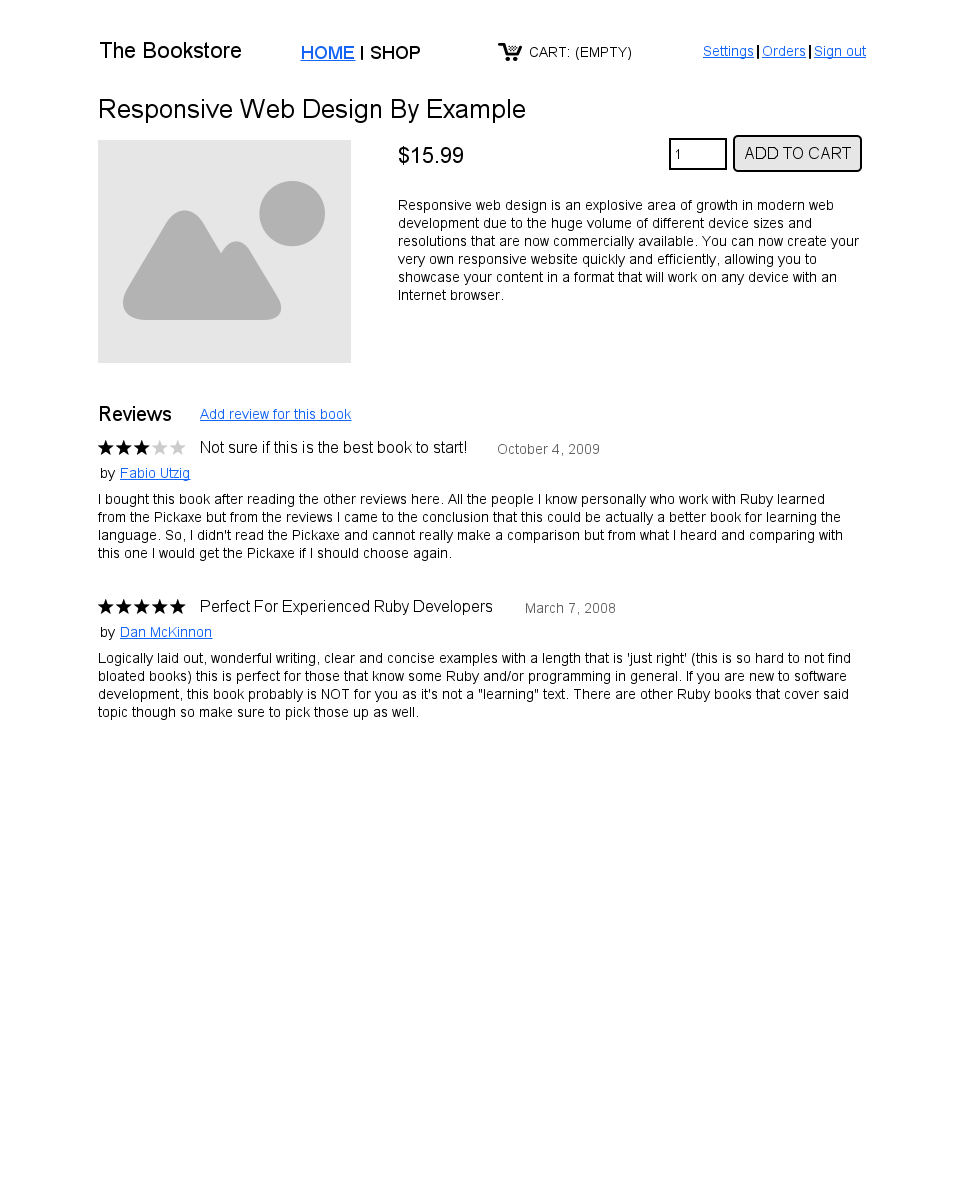 The Bookstore
HOME | SHOP
CART: (EMPTY)
Settings | Orders | Sign out
Responsive Web Design By Example
$15.99
1
ADD TO CART
Responsive web design is an explosive area of growth in modern web
development due to the huge volume of different device sizes and
resolutions that are now commercially available. You can now create your
very own responsive website quickly and efficiently, allowing you to
showcase your content in a format that will work on any device with an
Internet browser.
Reviews
Add review for this book
Not sure if this is the best book to start!
October 4, 2009
by Fabio Utzig
I bought this book after reading the other reviews here. All the people I know personally who work with Ruby learned
from the Pickaxe but from the reviews I came to the conclusion that this could be actually a better book for learning the
language. So, I didn't read the Pickaxe and cannot really make a comparison but from what I heard and comparing with
this one I would get the Pickaxe if I should choose again.
Perfect For Experienced Ruby Developers
March 7, 2008
by Dan McKinnon
Logically laid out, wonderful writing, clear and concise examples with a length that is 'just right' (this is so hard to not find
bloated books) this is perfect for those that know some Ruby and/or programming in general. If you are new to software
development, this book probably is NOT for you as it's not a "learning" text. There are other Ruby books that cover said
topic though so make sure to pick those up as well.